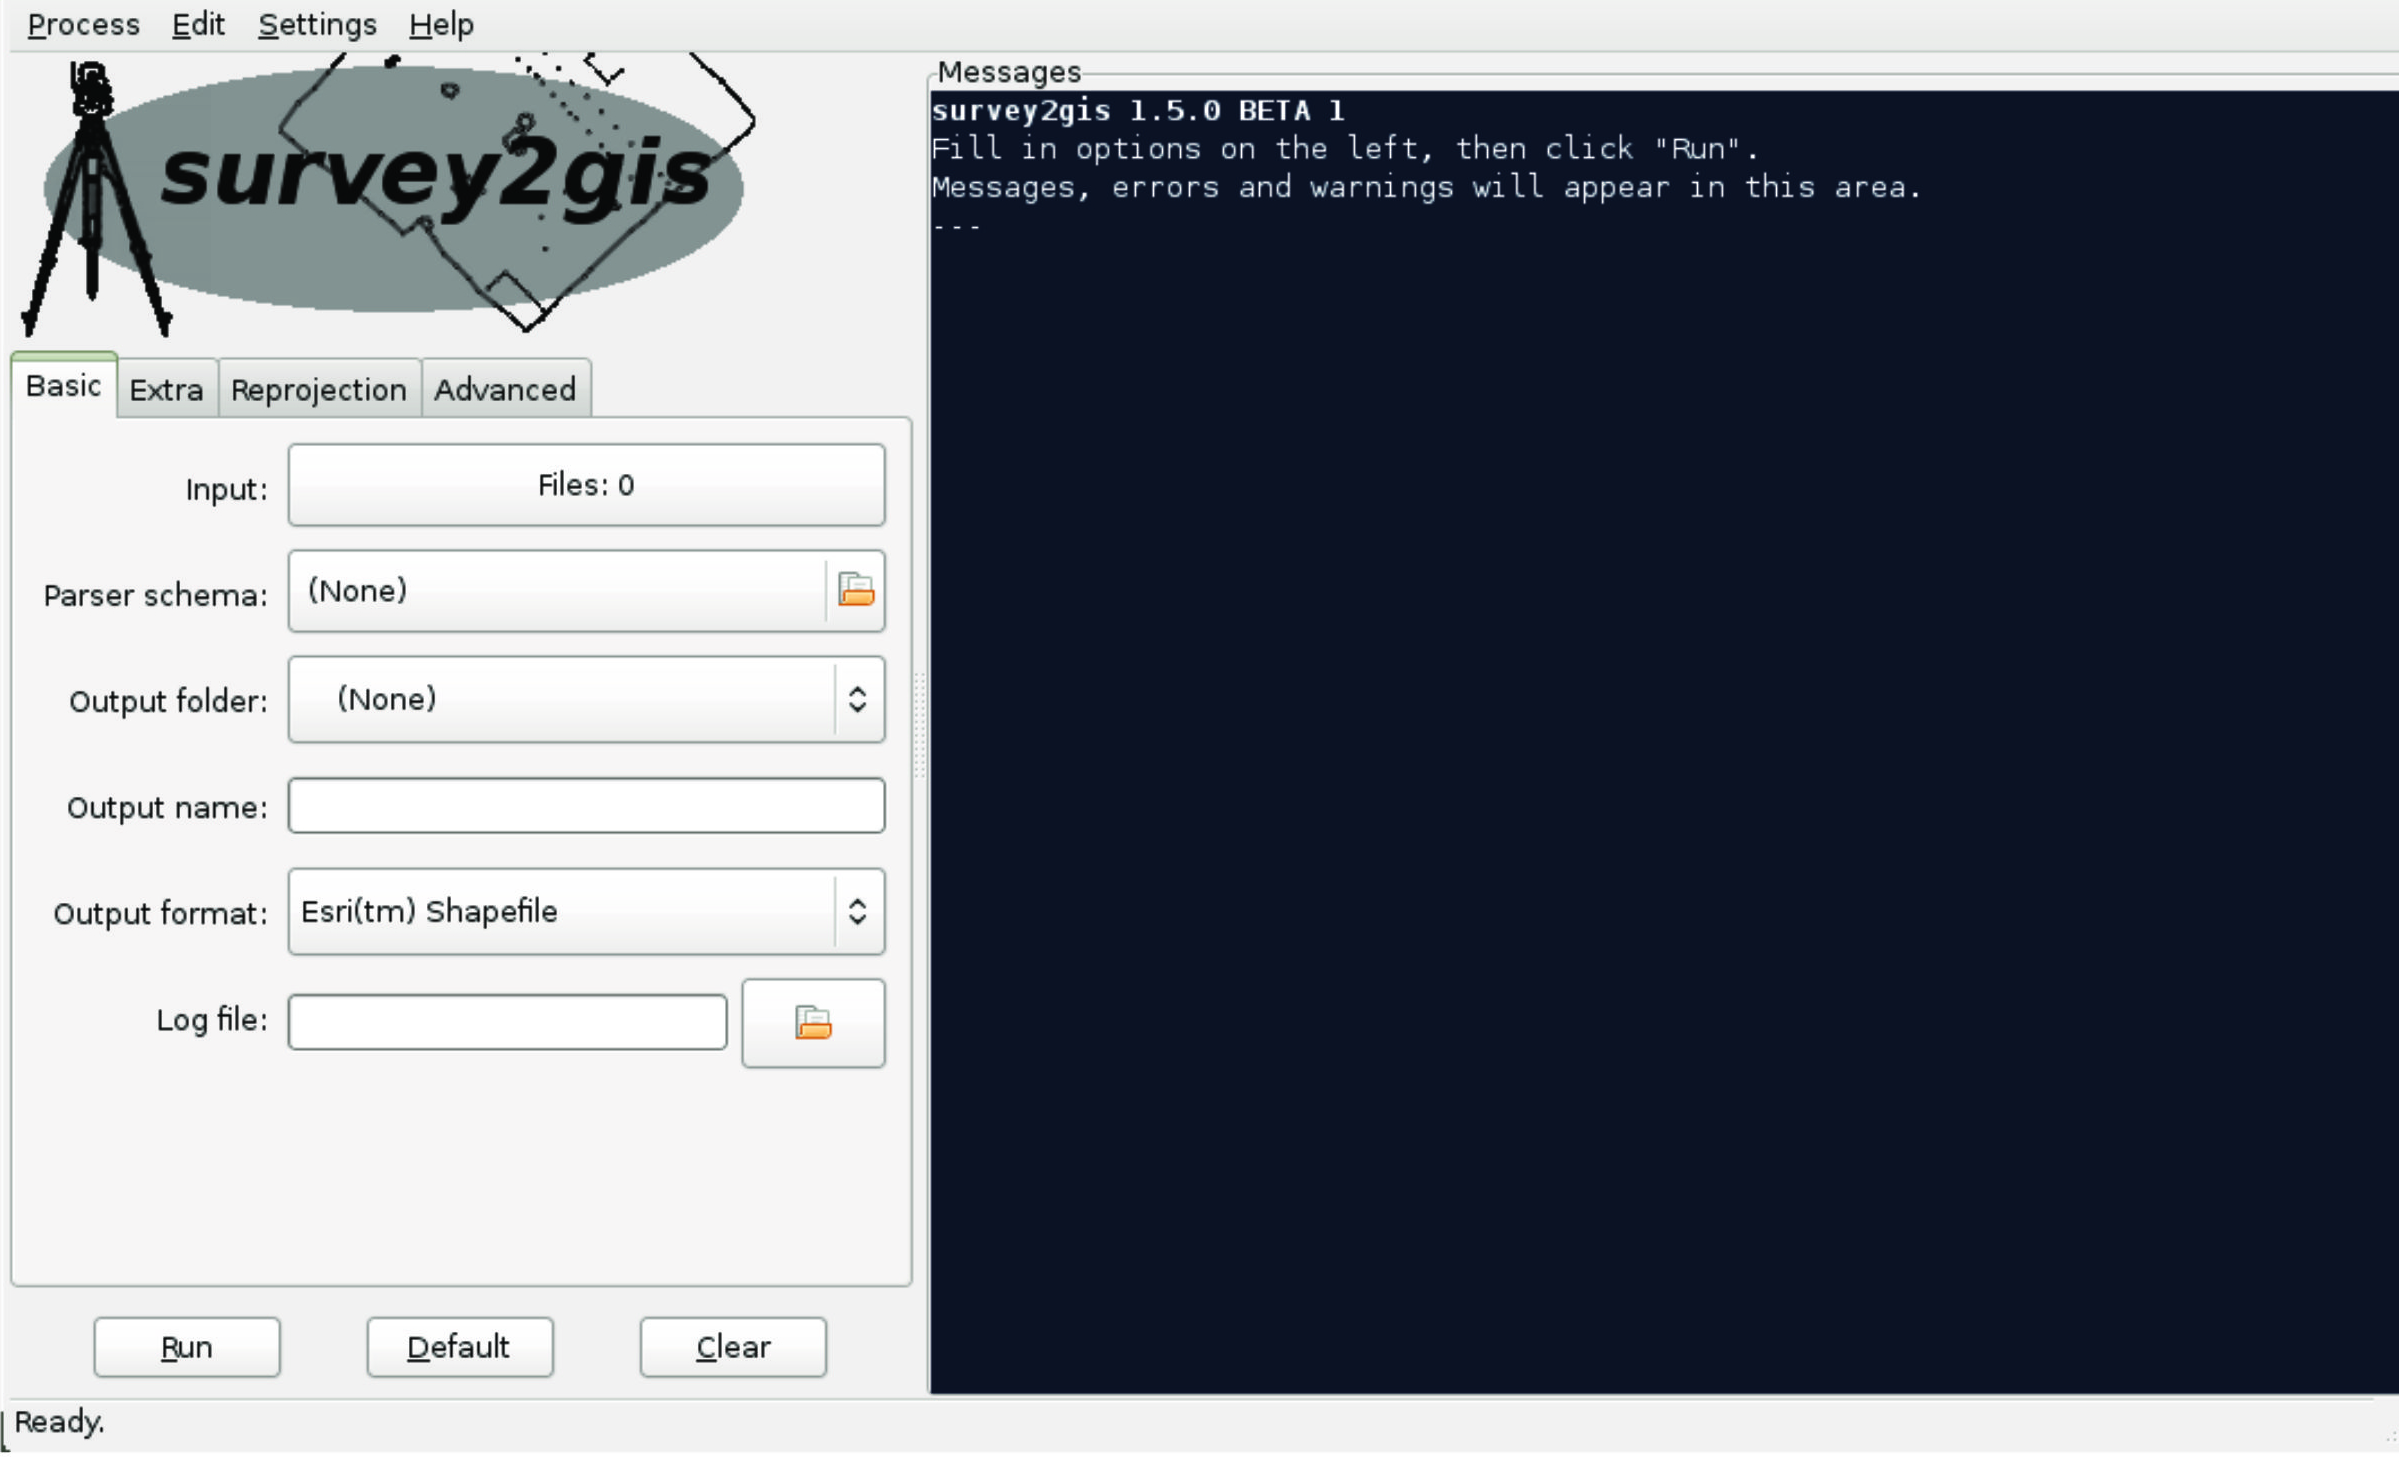 Process Edit Settings Help
survey2gis
Basic Extra Reprojection Advanced
Input: Files: 0
Parser schema: (None)
Output folder: (None)
Output name:
Output format: Esri(tm) Shapefile
Log file:
Run Default Clear
Ready.
Messages
survey2gis 1.5.0 BETA 1
Fill in options on the left, then click "Run".
Messages, errors and warnings will appear in this area.
---